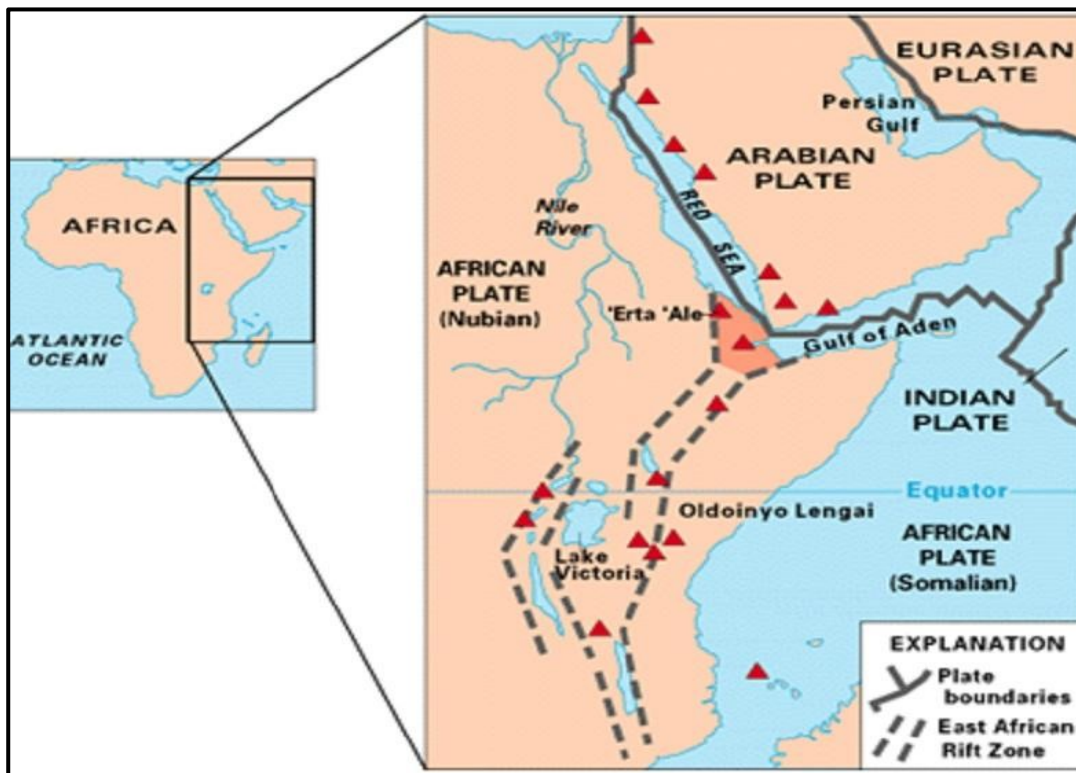 AFRICA
ATLANTIC
OCEAN
EURASIAN
PLATE
Persian
Gulf
ARABIAN
PLATE
RED
SEA
Nile
River
AFRICAN
PLATE
(Nubian)
'Erta 'Ale
Gulf of Aden
INDIAN
PLATE
Equator
Oldoinyo Lengai
Lake
Victoria
AFRICAN
PLATE
(Somalian)
EXPLANATION
Plate
boundaries
East African
Rift Zone